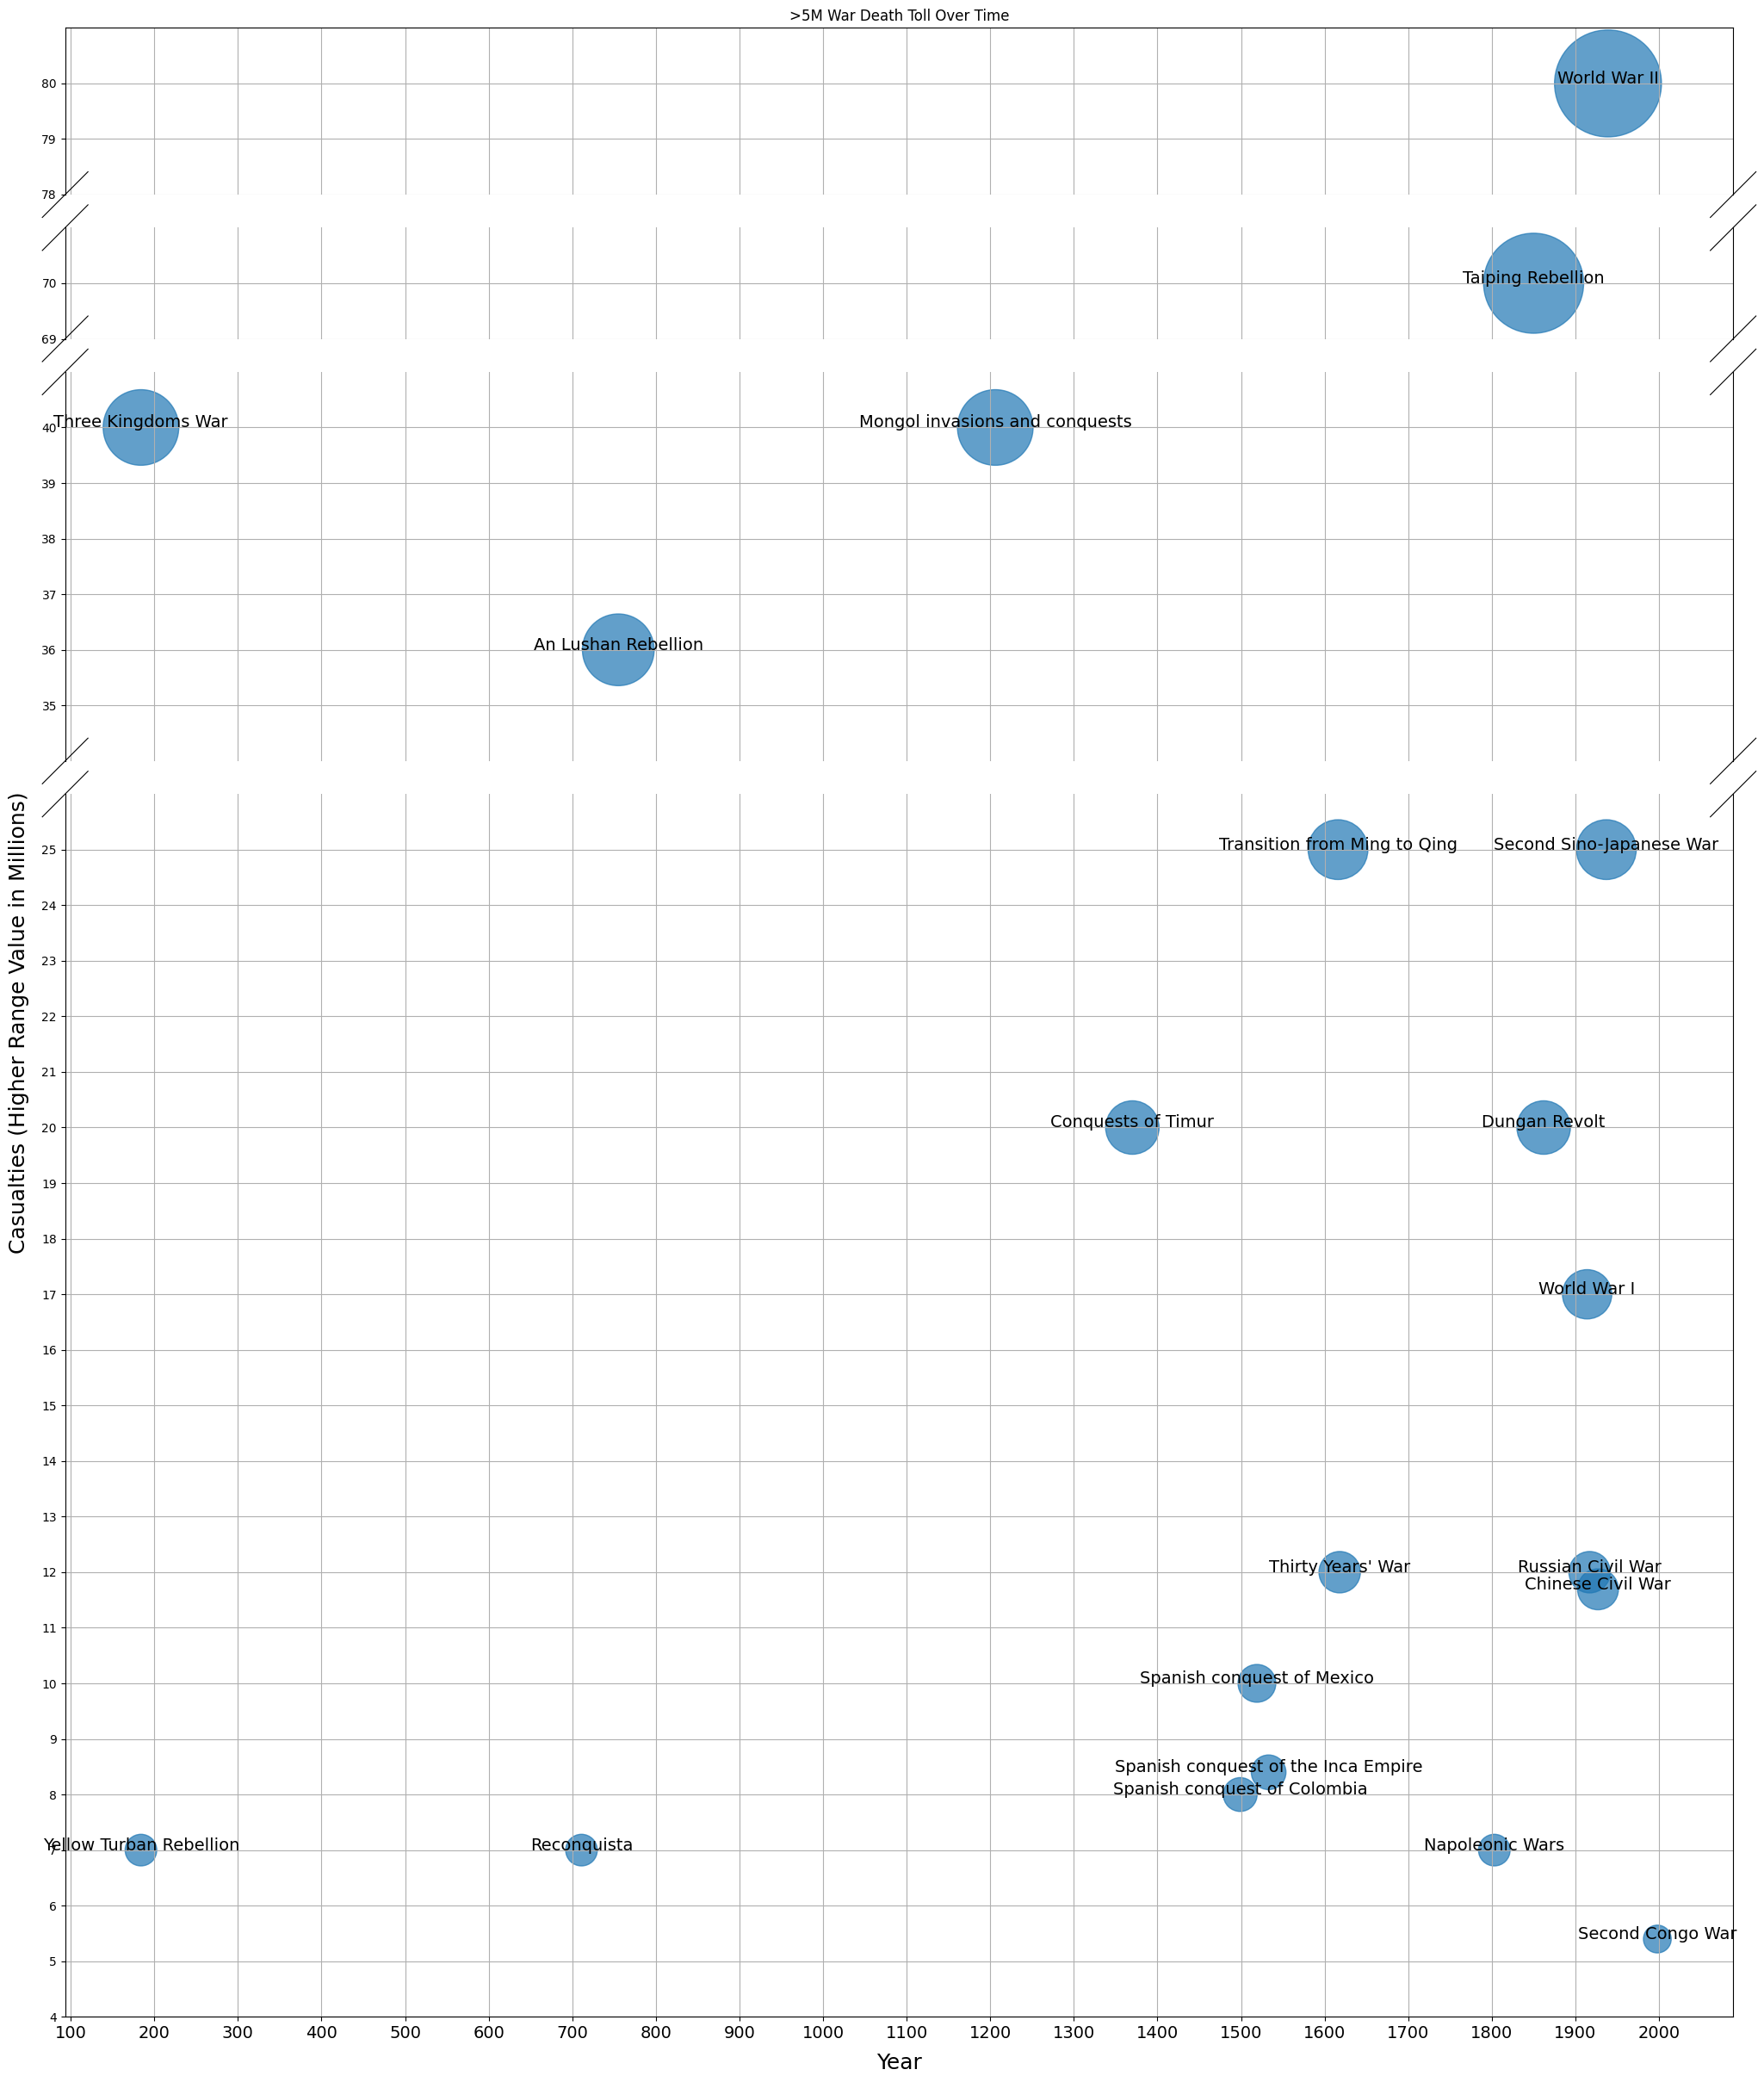 >5M War Death Toll Over Time
80
World War II
79
78
70
Taiping Rebellion
69
40
Three Kingdoms War
Mongol invasions and conquests
39
38
37
36
An Lushan Rebellion
35
Casualties (Higher Range Value in Millions)
25
Transition from Ming to Qing
Second Sino-Japanese War
24
23
22
21
20
Conquests of Timur
Dungan Revolt
19
18
17
World War I
16
15
14
13
12
Thirty Years' War
Russian Civil War
Chinese Civil War
11
10
Spanish conquest of Mexico
9
Spanish conquest of the Inca Empire
8
Spanish conquest of Colombia
7
Yellow Turban Rebellion
Reconquista
Napoleonic Wars
6
Second Congo War
5
4
100 200 300 400 500 600 700 800 900 1000 1100 1200 1300 1400 1500 1600 1700 1800 1900 2000
Year